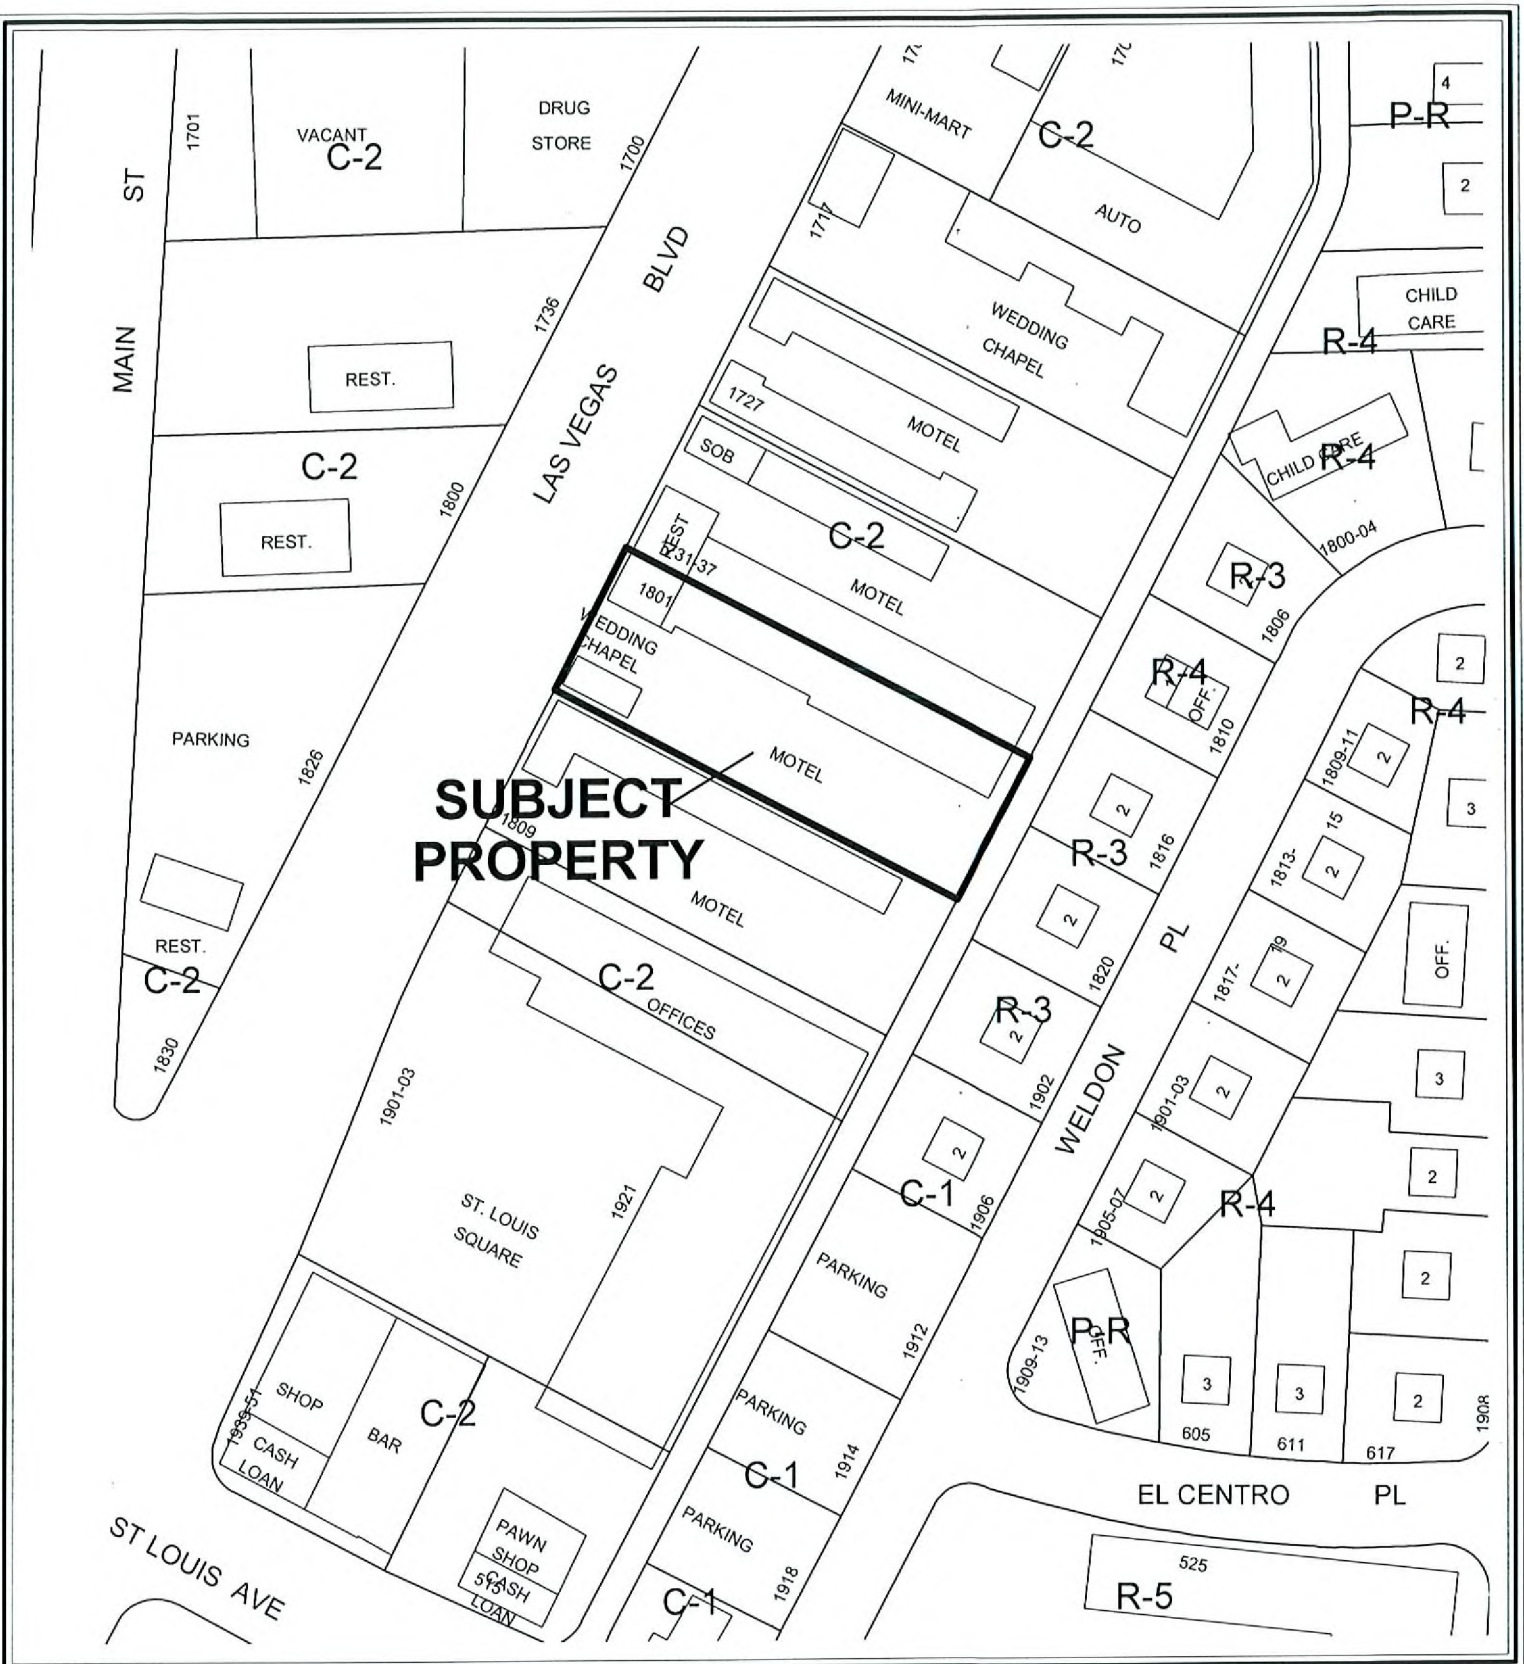 MAIN ST
1701
VACANT
C-2
DRUG
STORE
1700
LAS VEGAS BLVD
MINI-MART
C-2
AUTO
1717
P-R
4
2
1736
REST.
WEDDING
CHAPEL
CHILD
CARE
R-4
1727
MOTEL
C-2
1800
REST.
SOB
REST
1731-37
C-2
MOTEL
CHILD CARE
R-4
1800-04
R-3
1806
1801
WEDDING
CHAPEL
MOTEL
R-4
OFF.
1810
2
R-4
PARKING
1826
SUBJECT
PROPERTY
1809
MOTEL
2
R-3
1816
1809-11
2
3
1813-15
2
REST.
C-2
1830
2
1820
WELDON PL
1817-19
2
OFF.
C-2
OFFICES
R-3
2
1902
1901-03
2
3
1901-03
1921
ST. LOUIS
SQUARE
2
C-1
1906
1905-07
2
R-4
2
PARKING
1912
P-R
OFF.
1909-13
2
3
3
2
605
611
617
1908
SHOP
1939-51
CASH
LOAN
BAR
C-2
PARKING
1914
C-1
PARKING
1918
C-1
EL CENTRO PL
PAWN
SHOP
515
CASH
LOAN
ST LOUIS AVE
525
R-5